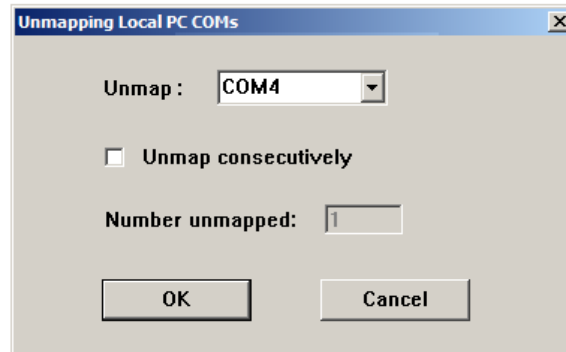 Unmapping Local PC COMs
Unmap : COM4
Unmap consecutively
Number unmapped: 1
OK Cancel